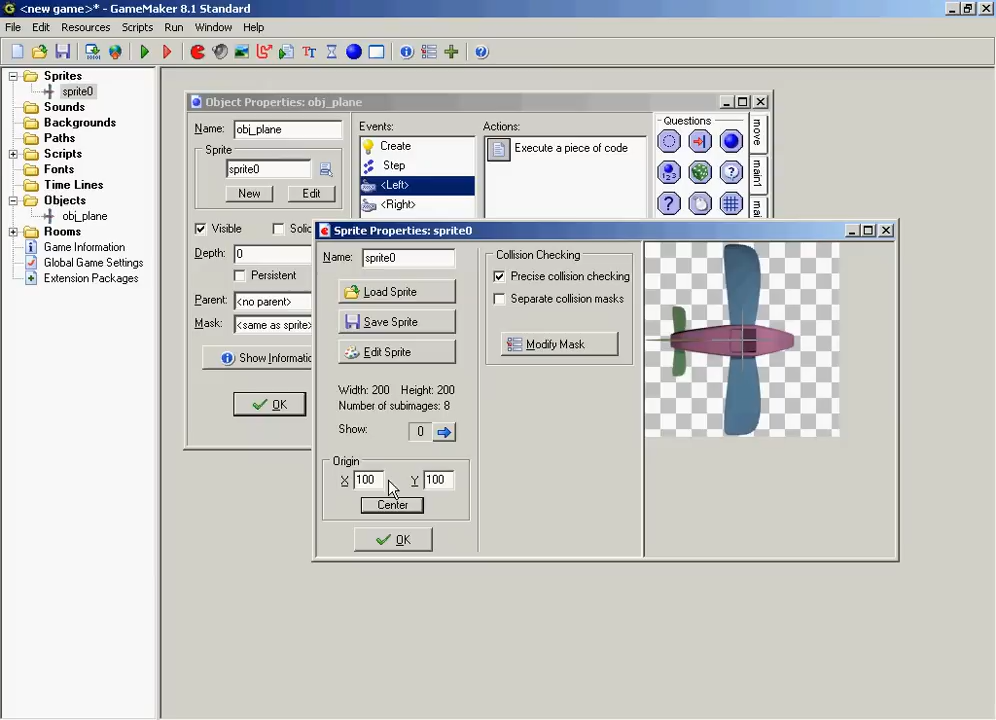 <new game>* - GameMaker 8.1 Standard
File Edit Resources Scripts Run Window Help
Sprites
sprite0
Sounds
Backgrounds
Paths
Scripts
Fonts
Time Lines
Objects
obj_plane
Rooms
Game Information
Global Game Settings
Extension Packages
Object Properties: obj_plane
Name: obj_plane
Sprite
sprite0
New Edit
Visible Solid
Depth: 0
Persistent
Parent: <no parent>
Mask: <same as sprite>
Show Informatio
OK
Events:
Create
Step
<Left>
<Right>
Actions:
Execute a piece of code
Questions
move
main1
Sprite Properties: sprite0
Name: sprite0
Load Sprite
Save Sprite
Edit Sprite
Width: 200 Height: 200
Number of subimages: 8
Show: 0
Origin
X 100 Y 100
Center
OK
Collision Checking
Precise collision checking
Separate collision masks
Modify Mask